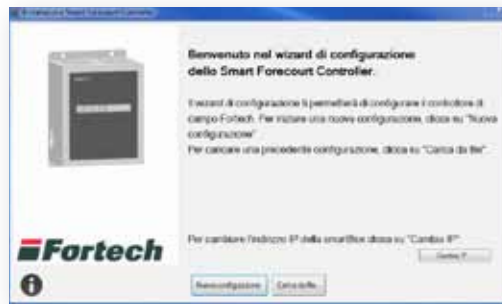 Benvenuto nel wizard di configurazione
dello Smart Forecourt Controller.
Il wizard di configurazione ti permetterà di configurare il controllore di
campo Fortech. Per iniziare una nuova configurazione, clicca su "Nuova
configurazione"
Per caricare una precedente configurazione, clicca su "Carica da file".
Per cambiare l'indirizzo IP della smartBox clicca su "Cambia IP"
Cambia IP
Fortech
Nuova configurazione
Carica da file...